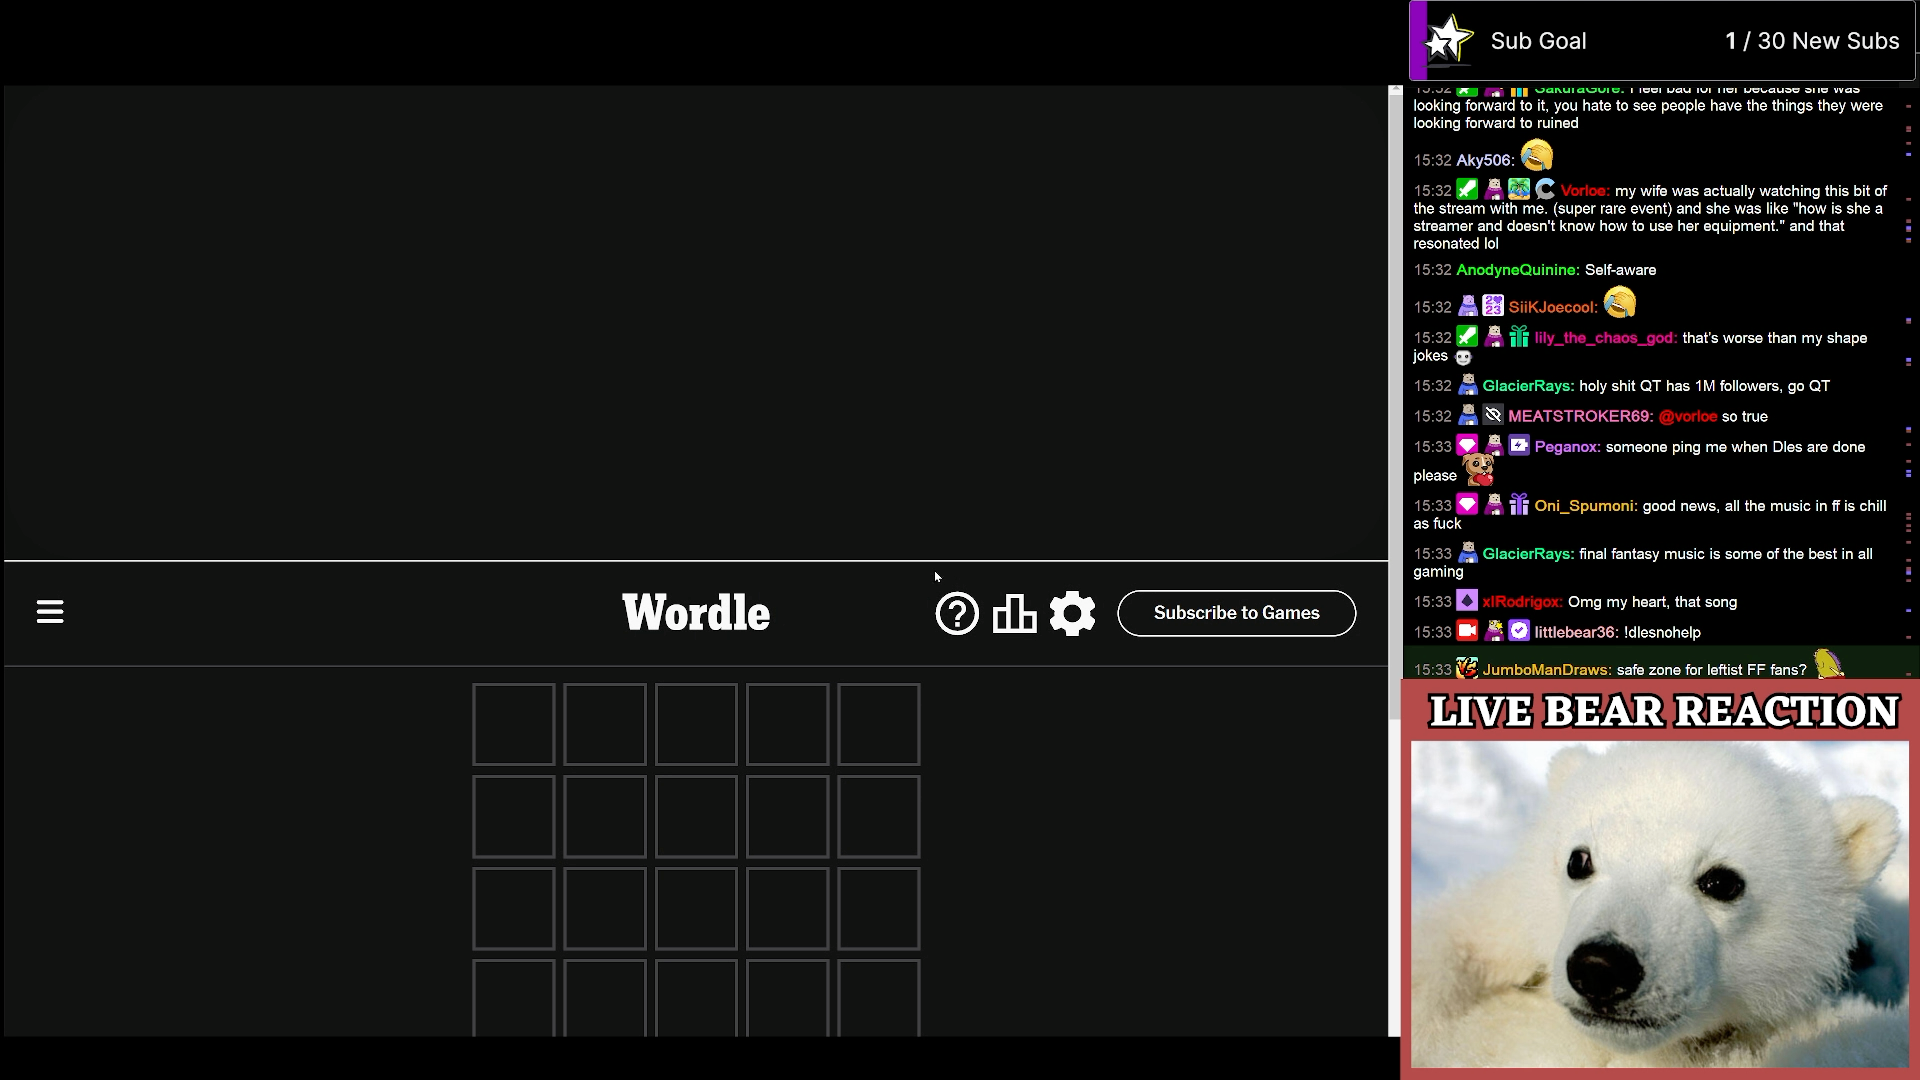 Sub Goal 1 / 30 New Subs
15:32 SakuraGore: I feel bad for her because she was
looking forward to it, you hate to see people have the things they were
looking forward to ruined
15:32 Aky506:
15:32 Vorloe: my wife was actually watching this bit of
the stream with me. (super rare event) and she was like "how is she a
streamer and doesn't know how to use her equipment." and that
resonated lol
15:32 AnodyneQuinine: Self-aware
15:32 SiiKJoecool:
15:32 lily_the_chaos_god: that's worse than my shape
jokes
15:32 GlacierRays: holy shit QT has 1M followers, go QT
15:32 MEATSTROKER69: @vorloe so true
15:33 Peganox: someone ping me when Dles are done
please
15:33 Oni_Spumoni: good news, all the music in ff is chill
as fuck
15:33 GlacierRays: final fantasy music is some of the best in all
gaming
15:33 xlRodrigox: Omg my heart, that song
15:33 littlebear36: !dlesnohelp
15:33 JumboManDraws: safe zone for leftist FF fans?
Wordle
Subscribe to Games
LIVE BEAR REACTION